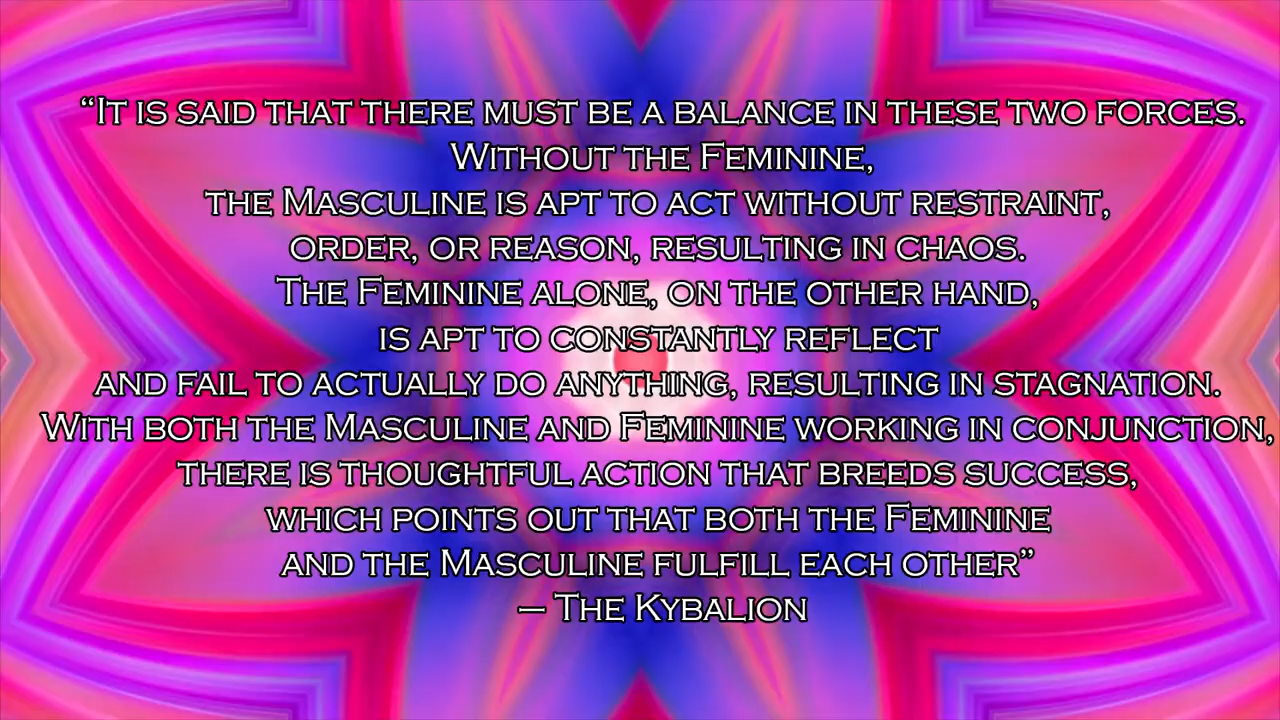 “It is said that there must be a balance in these two forces.
Without the Feminine,
the Masculine is apt to act without restraint,
order, or reason, resulting in chaos.
The Feminine alone, on the other hand,
is apt to constantly reflect
and fail to actually do anything, resulting in stagnation.
With both the Masculine and Feminine working in conjunction,
there is thoughtful action that breeds success,
which points out that both the Feminine
and the Masculine fulfill each other”
– The Kybalion